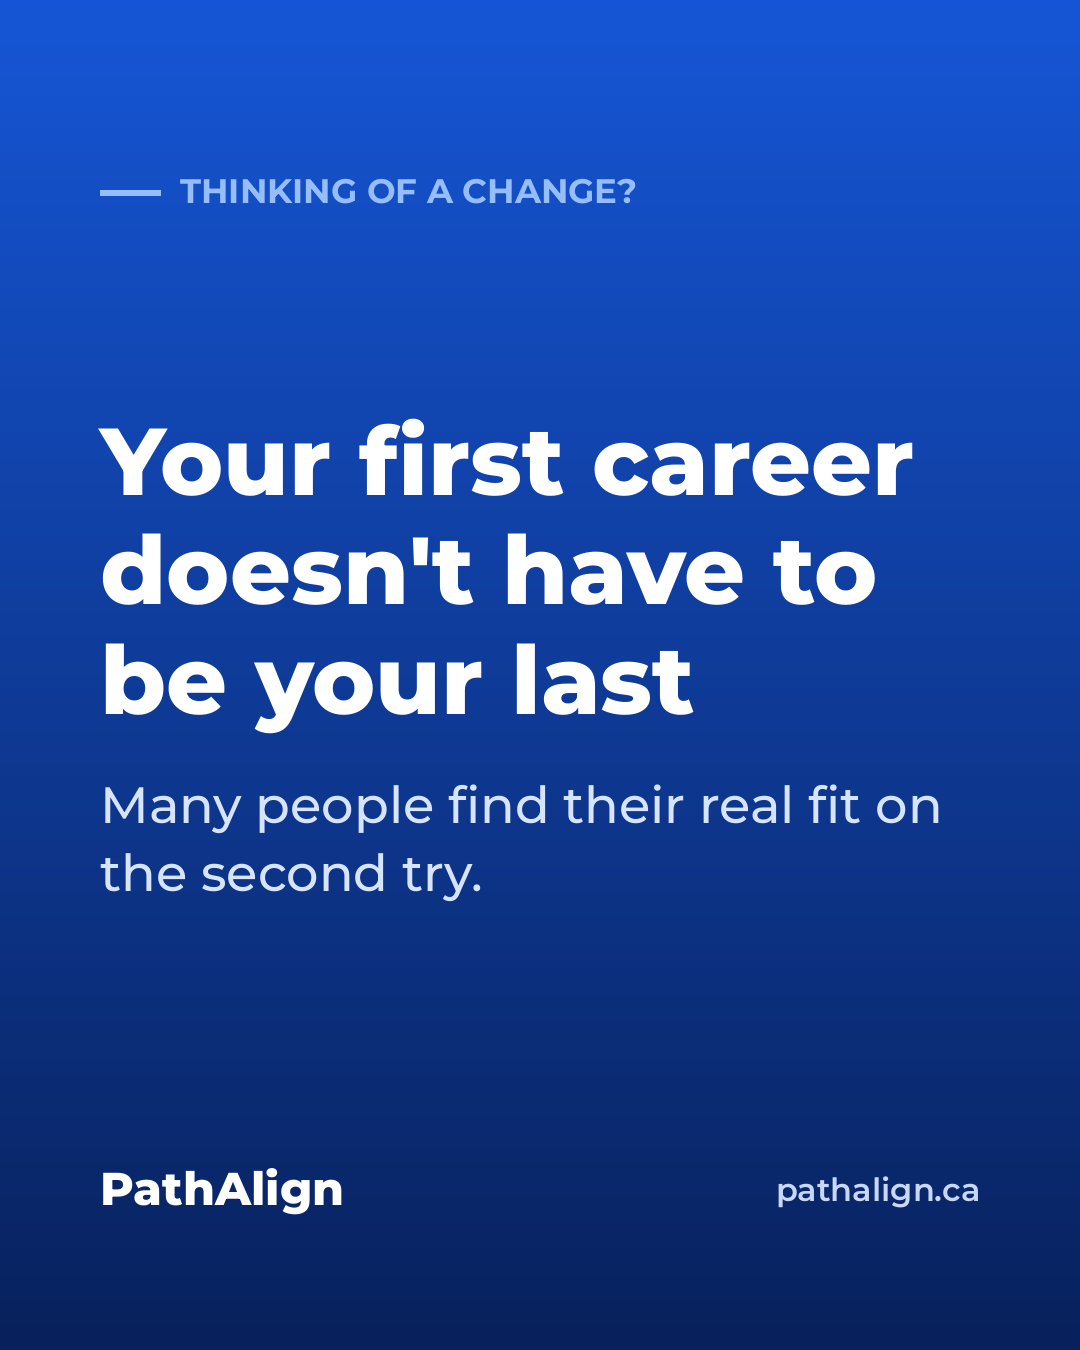 THINKING OF A CHANGE?
Your first career
doesn't have to
be your last
Many people find their real fit on
the second try.
PathAlign
pathalign.ca